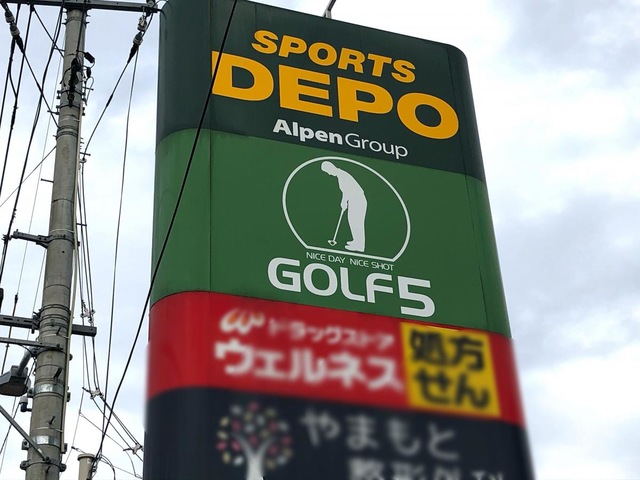 SPORTS
DEPO
AlpenGroup
NICE DAY NICE SHOT
GOLF5
ドラッグストア
ウェルネス
処方
せん
やまもと